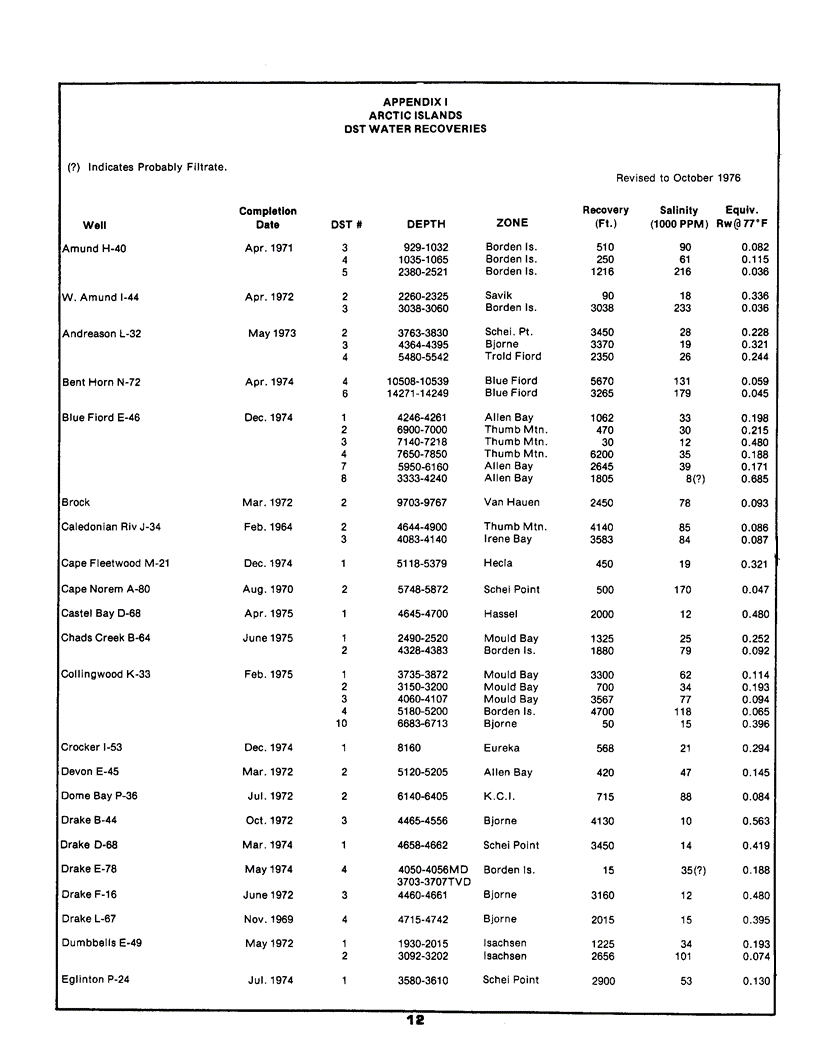 APPENDIX I
ARCTIC ISLANDS
DST WATER RECOVERIES
(?) Indicates Probably Filtrate.
Revised to October 1976
Well Completion Date DST # DEPTH ZONE Recovery (Ft.) Salinity (1000 PPM) Equiv. Rw@77°F
Amund H-40 Apr. 1971 3 929-1032 Borden Is. 510 90 0.082
4 1035-1065 Borden Is. 250 61 0.115
5 2380-2521 Borden Is. 1216 216 0.036
W. Amund I-44 Apr. 1972 2 2260-2325 Savik 90 18 0.336
3 3038-3060 Borden Is. 3038 233 0.036
Andreason L-32 May 1973 2 3763-3830 Schei. Pt. 3450 28 0.228
3 4364-4395 Bjorne 3370 19 0.321
4 5480-5542 Trold Fiord 2350 26 0.244
Bent Horn N-72 Apr. 1974 4 10508-10539 Blue Fiord 5670 131 0.059
6 14271-14249 Blue Fiord 3265 179 0.045
Blue Fiord E-46 Dec. 1974 1 4246-4261 Allen Bay 1062 33 0.198
2 6900-7000 Thumb Mtn. 470 30 0.215
3 7140-7218 Thumb Mtn. 30 12 0.480
4 7650-7850 Thumb Mtn. 6200 35 0.188
7 5950-6160 Allen Bay 2645 39 0.171
8 3333-4240 Allen Bay 1805 8(?) 0.685
Brock Mar. 1972 2 9703-9767 Van Hauen 2450 78 0.093
Caledonian Riv J-34 Feb. 1964 2 4644-4900 Thumb Mtn. 4140 85 0.086
3 4083-4140 Irene Bay 3583 84 0.087
Cape Fleetwood M-21 Dec. 1974 1 5118-5379 Hecla 450 19 0.321
Cape Norem A-80 Aug. 1970 2 5748-5872 Schei Point 500 170 0.047
Castel Bay D-68 Apr. 1975 1 4645-4700 Hassel 2000 12 0.480
Chads Creek B-64 June 1975 1 2490-2520 Mould Bay 1325 25 0.252
2 4328-4383 Borden Is. 1880 79 0.092
Collingwood K-33 Feb. 1975 1 3735-3872 Mould Bay 3300 62 0.114
2 3150-3200 Mould Bay 700 34 0.193
3 4060-4107 Mould Bay 3567 77 0.094
4 5180-5200 Borden Is. 4700 118 0.065
10 6683-6713 Bjorne 50 15 0.396
Crocker I-53 Dec. 1974 1 8160 Eureka 568 21 0.294
Devon E-45 Mar. 1972 2 5120-5205 Allen Bay 420 47 0.145
Dome Bay P-36 Jul. 1972 2 6140-6405 K.C.I. 715 88 0.084
Drake B-44 Oct. 1972 3 4465-4556 Bjorne 4130 10 0.563
Drake D-68 Mar. 1974 1 4658-4662 Schei Point 3450 14 0.419
Drake E-78 May 1974 4 4050-4056MD Borden Is. 15 35(?) 0.188
3703-3707TVD
Drake F-16 June 1972 3 4460-4661 Bjorne 3160 12 0.480
Drake L-67 Nov. 1969 4 4715-4742 Bjorne 2015 15 0.395
Dumbbells E-49 May 1972 1 1930-2015 Isachsen 1225 34 0.193
2 3092-3202 Isachsen 2656 101 0.074
Eglinton P-24 Jul. 1974 1 3580-3610 Schei Point 2900 53 0.130
12